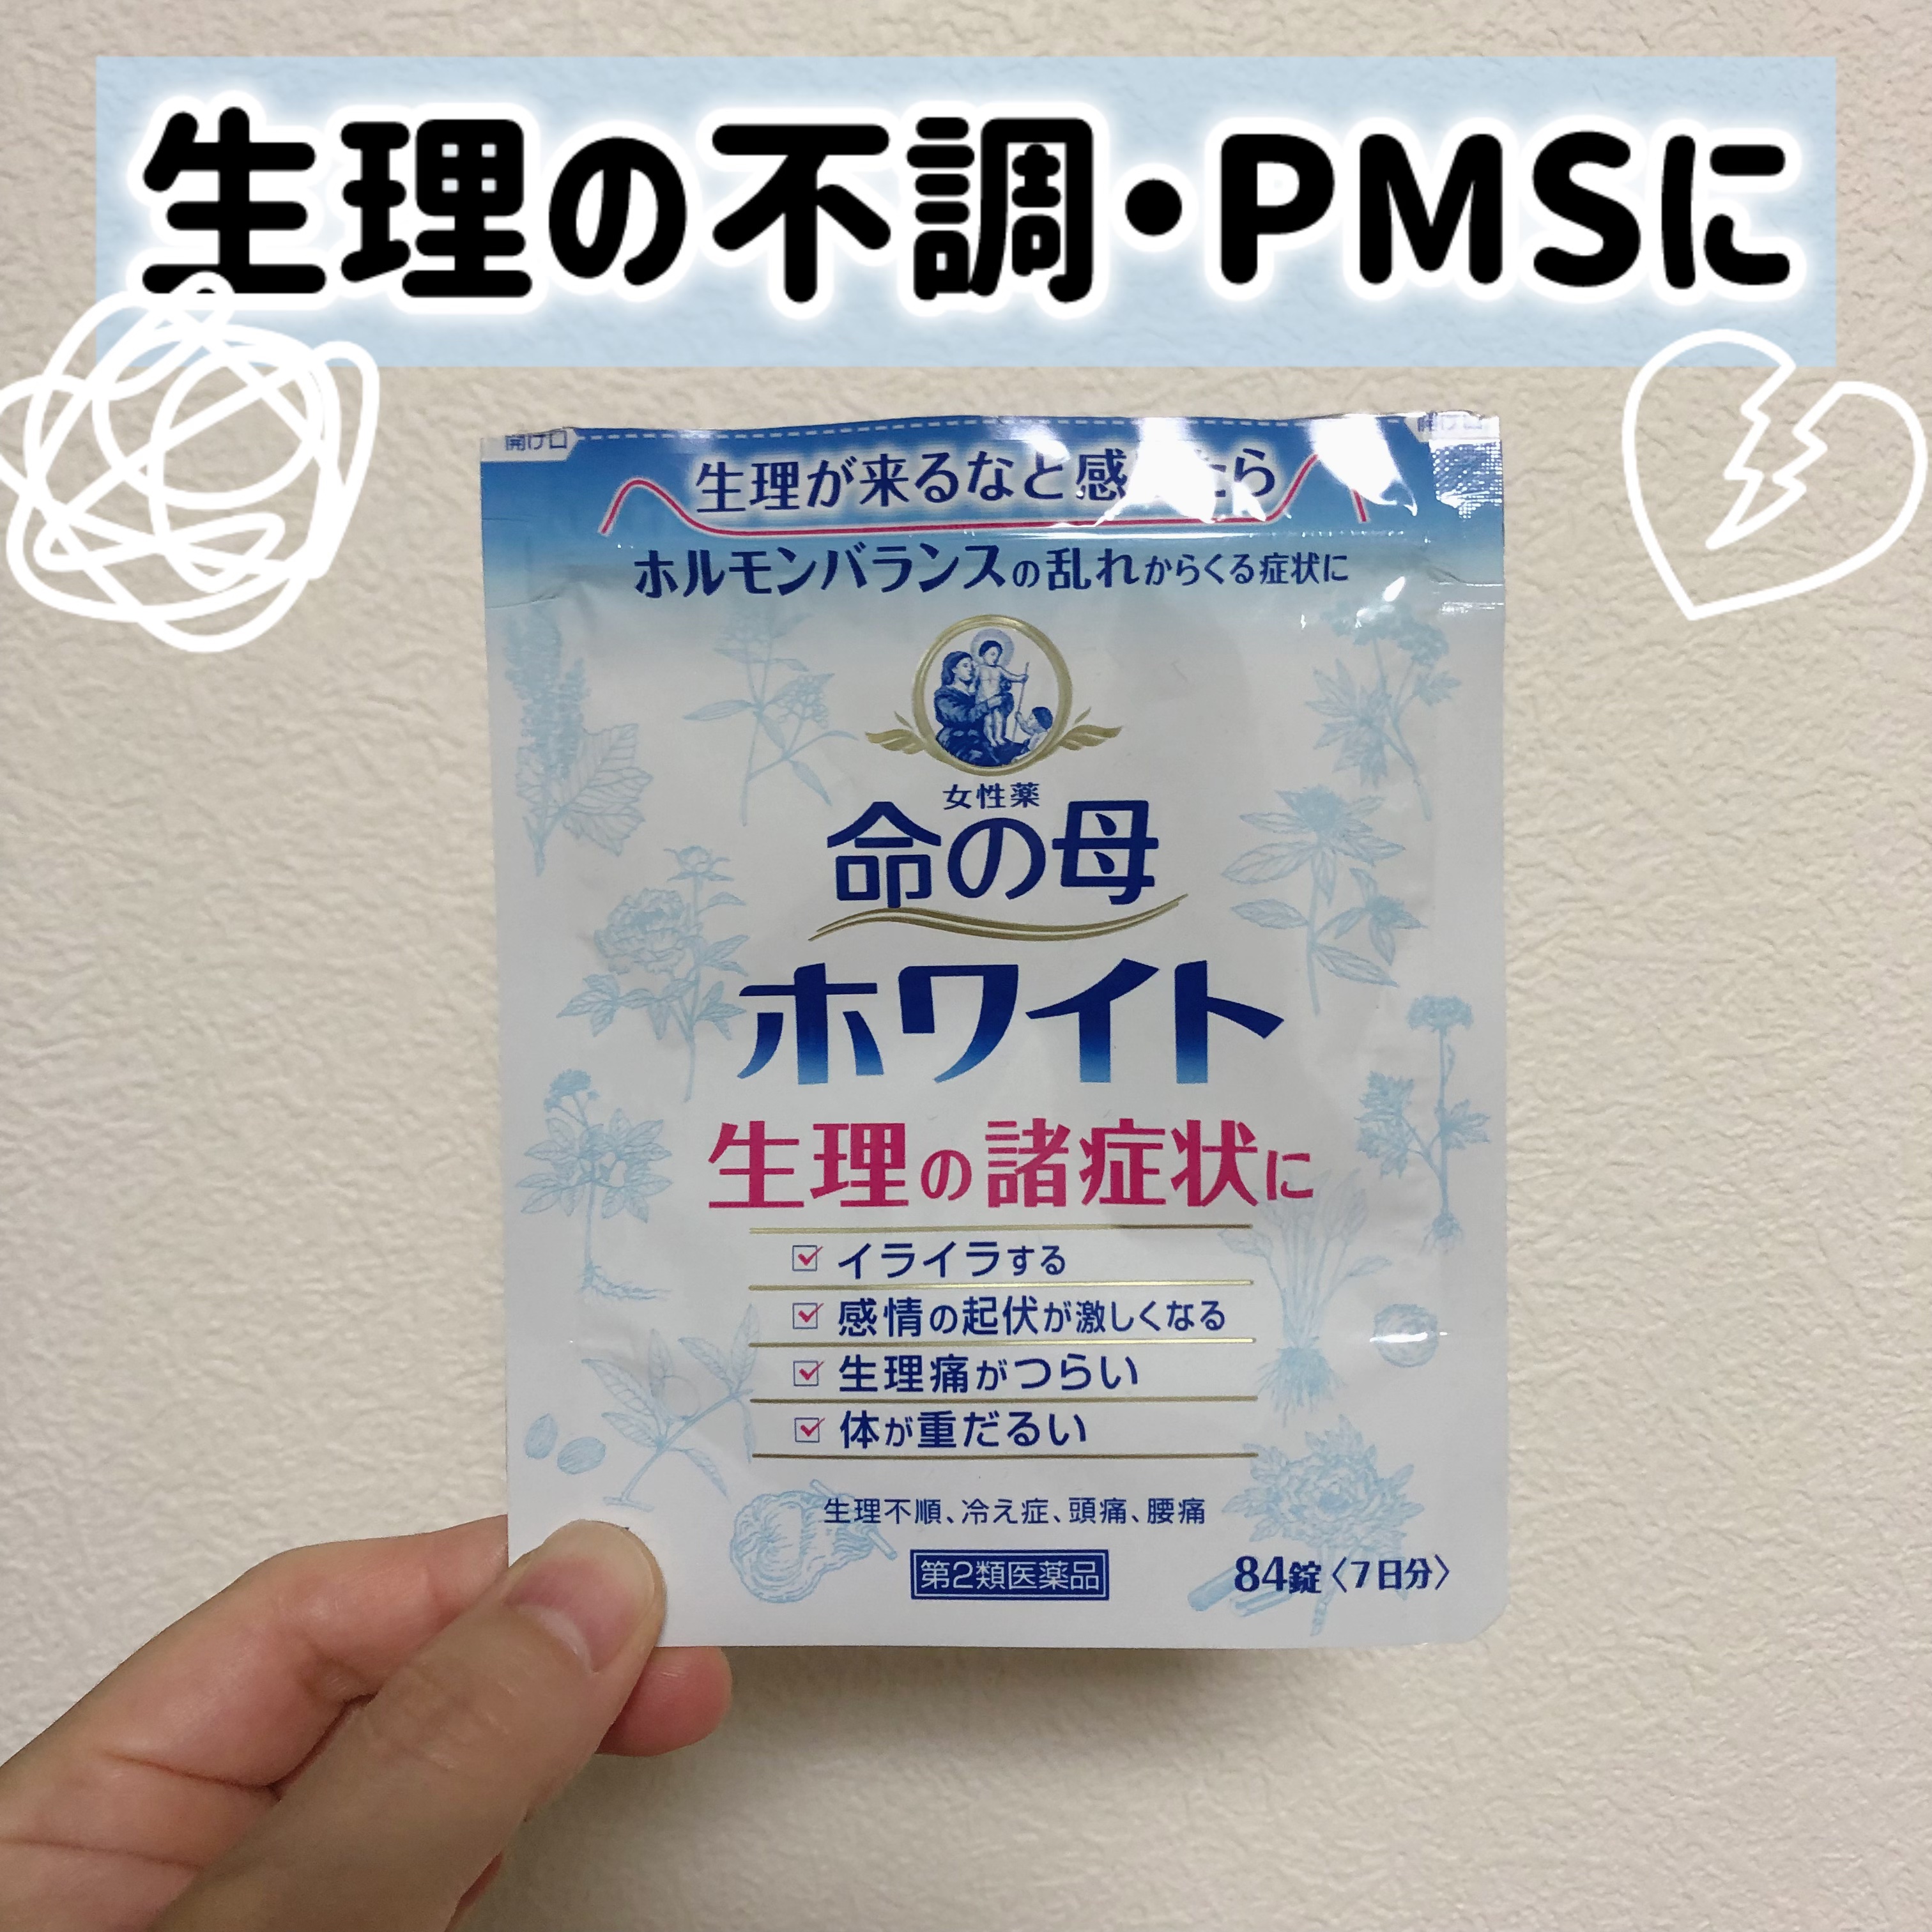 生理の不調・PMSに
開け口
生理が来るなと感 たら
ホルモンバランスの乱れからくる症状に
女性薬
命の母
ホワイト
生理の諸症状に
イライラする
感情の起伏が激しくなる
生理痛がつらい
体が重だるい
生理不順、冷え症、頭痛、腰痛
第2類医薬品
84錠〈7日分〉